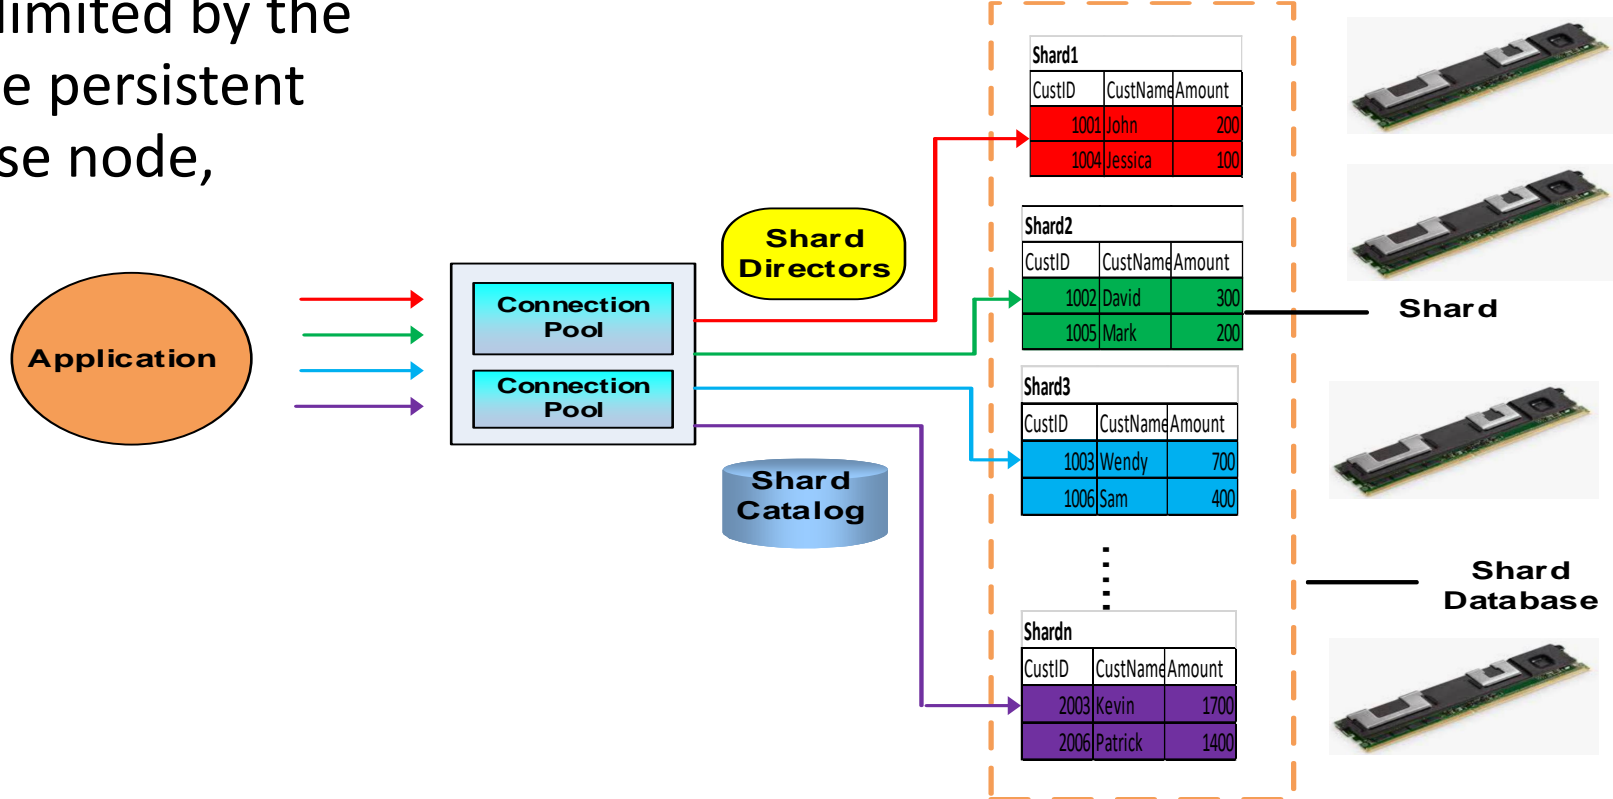 limited by the
e persistent
se node,
Application
Connection
Pool
Connection
Pool
Shard
Directors
Shard
Catalog
Shard1
CustID CustName Amount
1001 John 200
1004 Jessica 100
Shard2
CustID CustName Amount
1002 David 300
1005 Mark 200
Shard
Shard3
CustID CustName Amount
1003 Wendy 700
1006 Sam 400
Shard
Database
Shardn
CustID CustName Amount
2003 Kevin 1700
2006 Patrick 1400